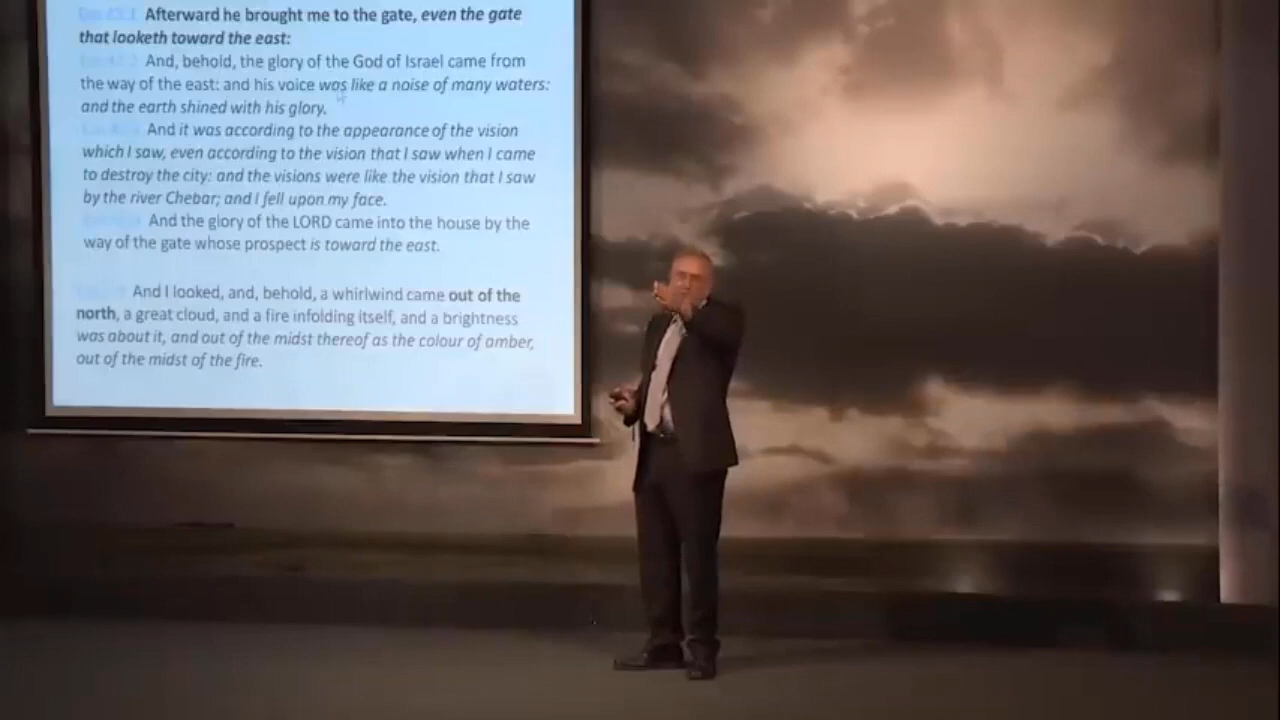 Afterward he brought me to the gate, even the gate
that looketh toward the east:
And, behold, the glory of the God of Israel came from
the way of the east: and his voice was like a noise of many waters:
and the earth shined with his glory.
And it was according to the appearance of the vision
which I saw, even according to the vision that I saw when I came
to destroy the city: and the visions were like the vision that I saw
by the river Chebar; and I fell upon my face.
And the glory of the LORD came into the house by the
way of the gate whose prospect is toward the east.
And I looked, and, behold, a whirlwind came out of the
north, a great cloud, and a fire infolding itself, and a brightness
was about it, and out of the midst thereof as the colour of amber,
out of the midst of the fire.